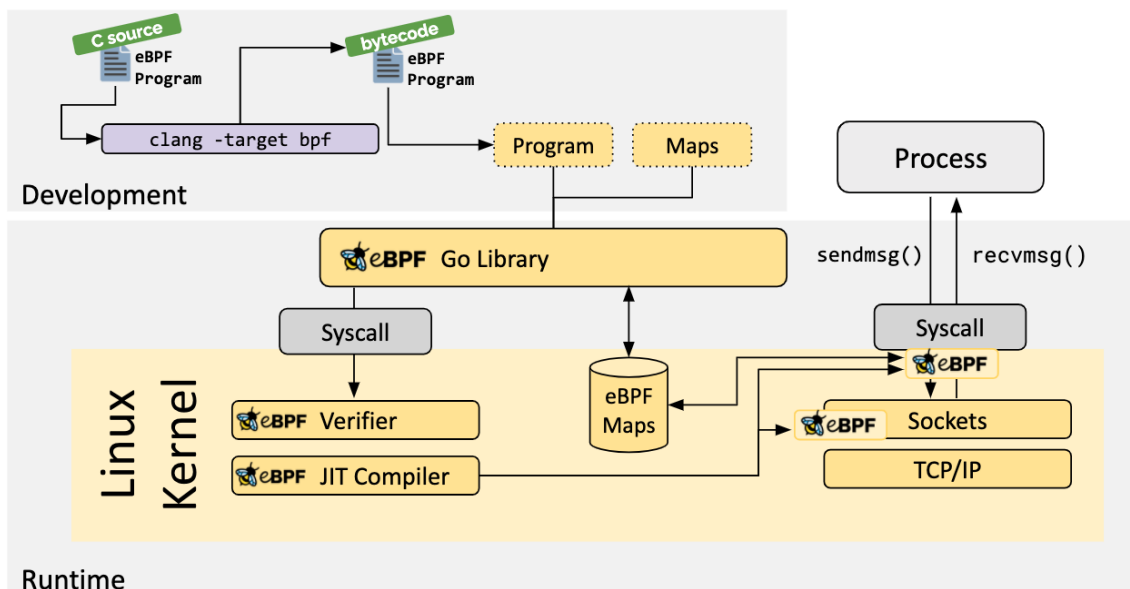 C source
eBPF
Program
bytecode
eBPF
Program
clang -target bpf
Program
Maps
Development
Process
eBPF Go Library
sendmsg()
recvmsg()
Syscall
Syscall
eBPF
Linux
Kernel
eBPF Verifier
eBPF
Maps
eBPF Sockets
eBPF JIT Compiler
TCP/IP
Runtime